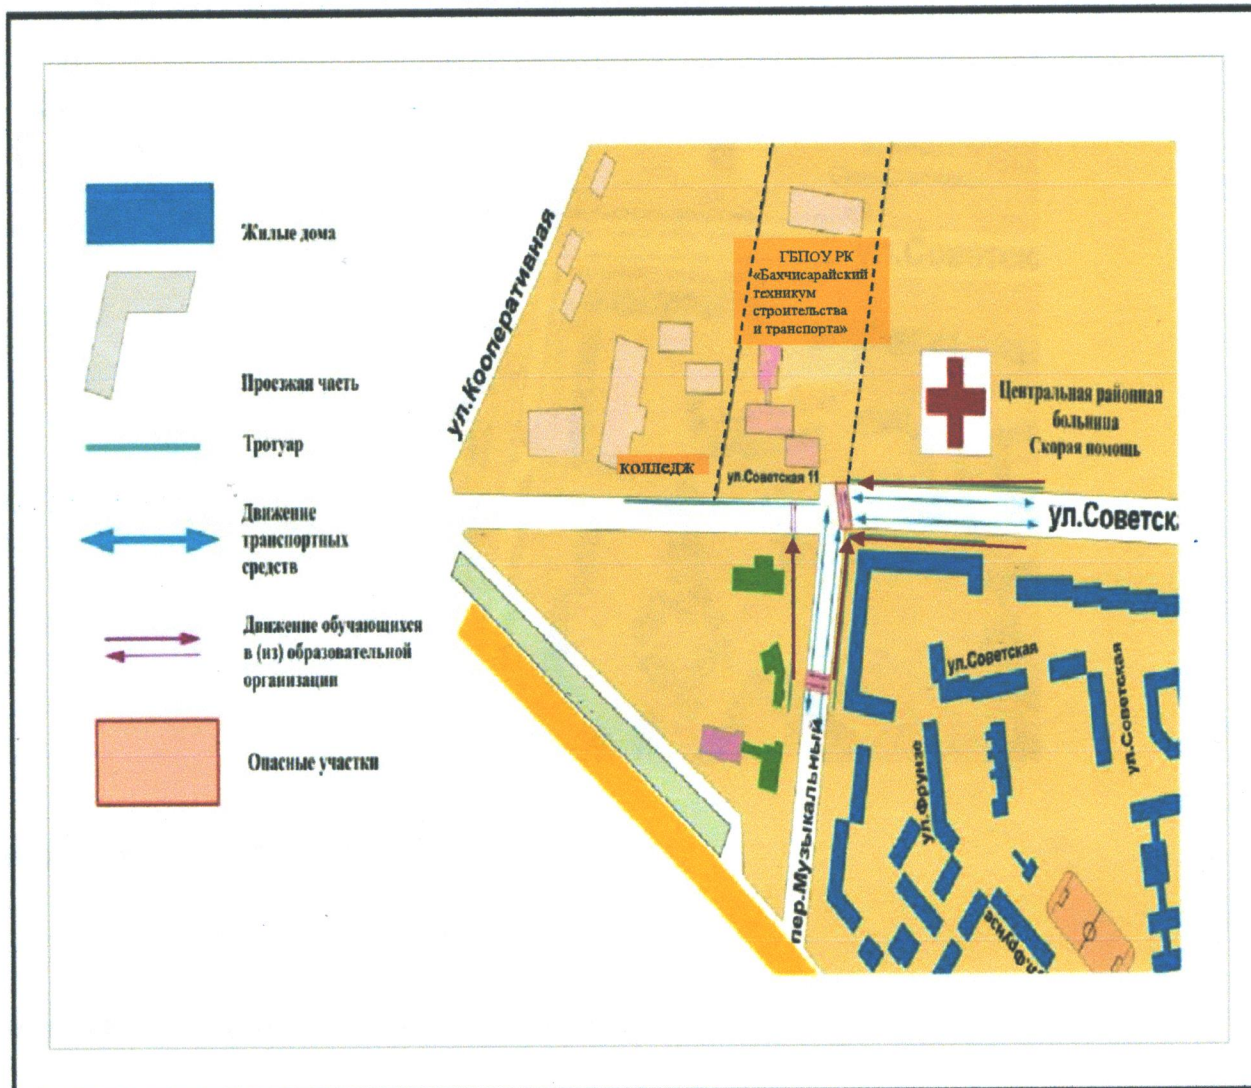 Жилые дома
Проезжая часть
Тротуар
Движение
транспортных
средств
Движение обучающихся
в (из) образовательной
организации
Опасные участки
ул.Кооперативная
ГБПОУ РК
«Бахчисарайский
техникум
строительства
и транспорта»
Центральная районная
больница
Скорая помощь
колледж
ул.Советская 11
ул.Советска
ул.Советская
ул.Советская
ул.Фрунзе
пер.Музыкальный
л.Фрунзе